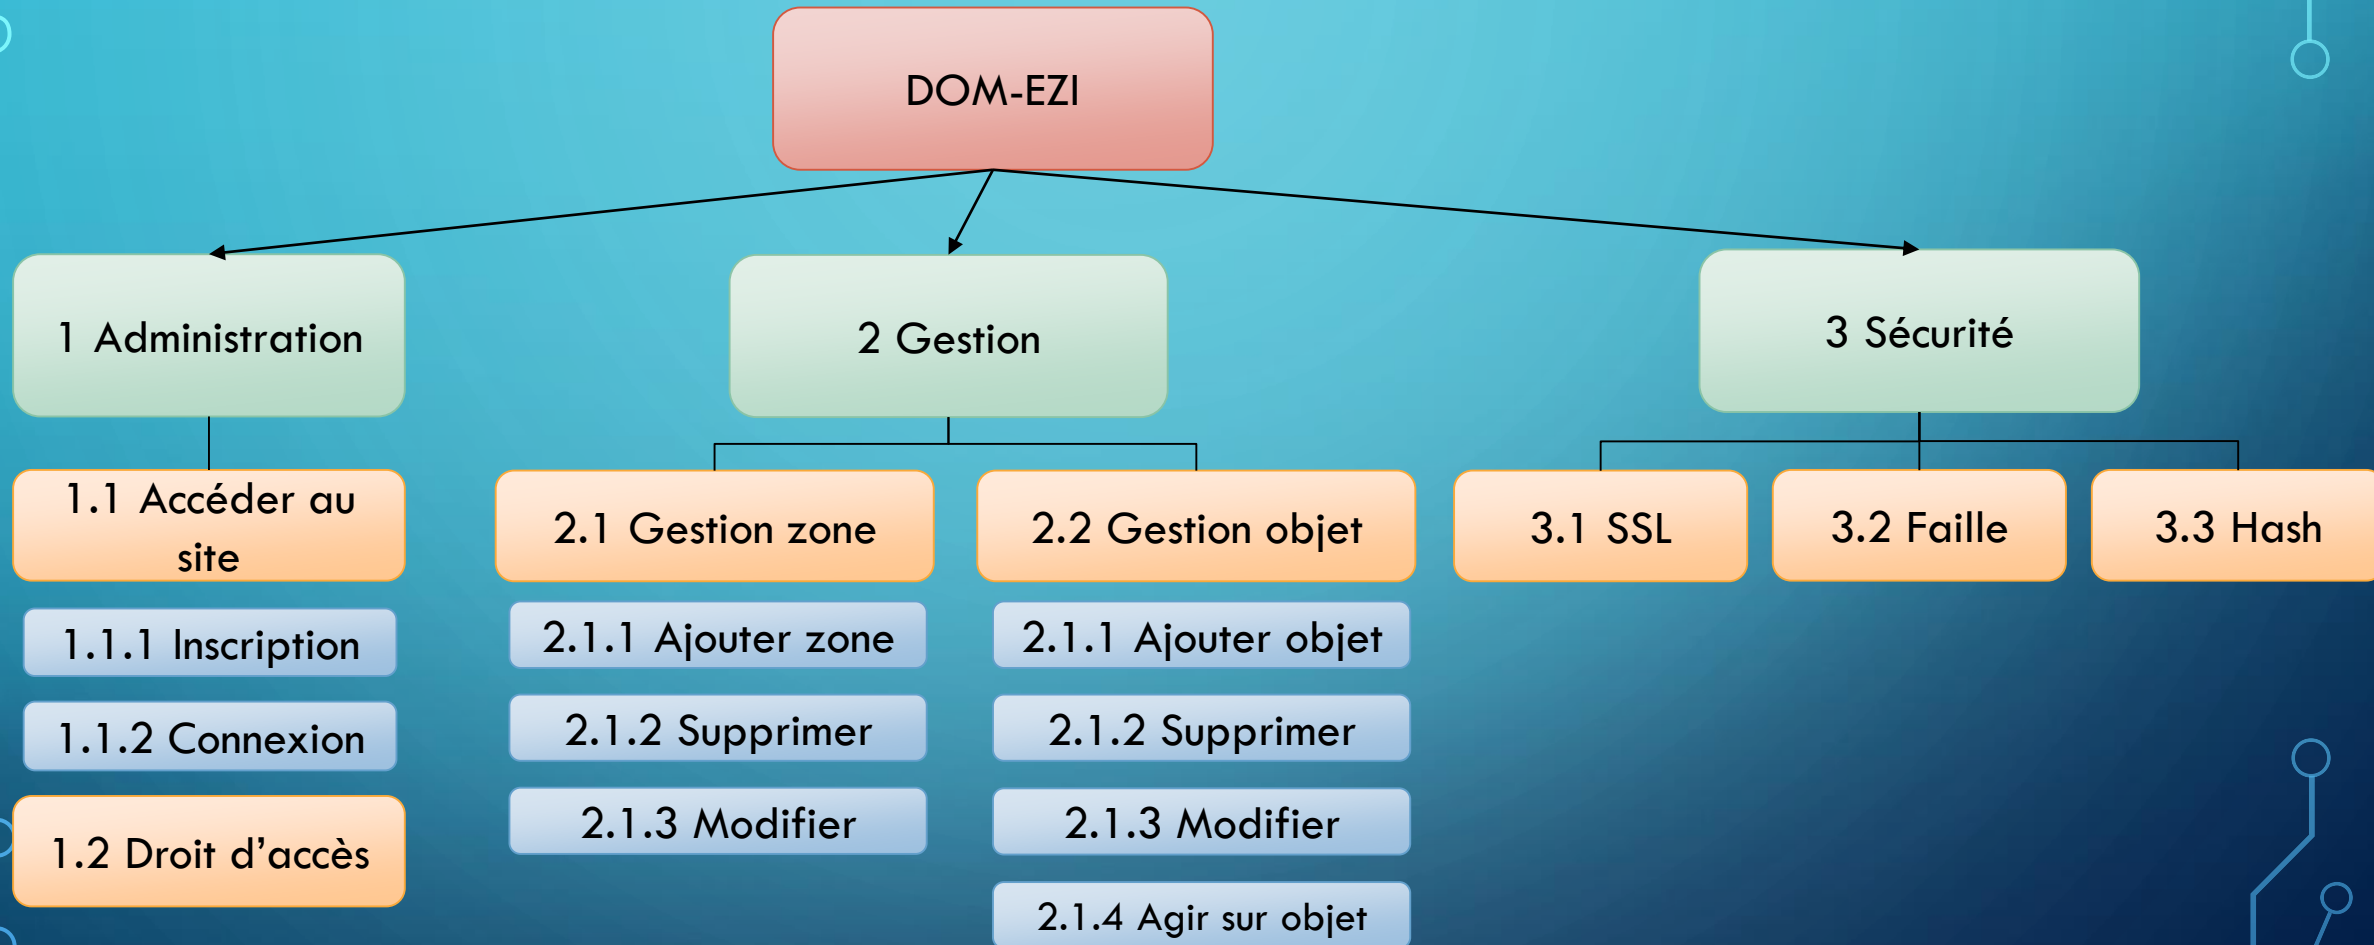 DOM-EZI
1 Administration
2 Gestion
3 Sécurité
1.1 Accéder au
site
1.1.1 Inscription
1.1.2 Connexion
1.2 Droit d’accès
2.1 Gestion zone
2.1.1 Ajouter zone
2.1.2 Supprimer
2.1.3 Modifier
2.2 Gestion objet
2.1.1 Ajouter objet
2.1.2 Supprimer
2.1.3 Modifier
2.1.4 Agir sur objet
3.1 SSL
3.2 Faille
3.3 Hash